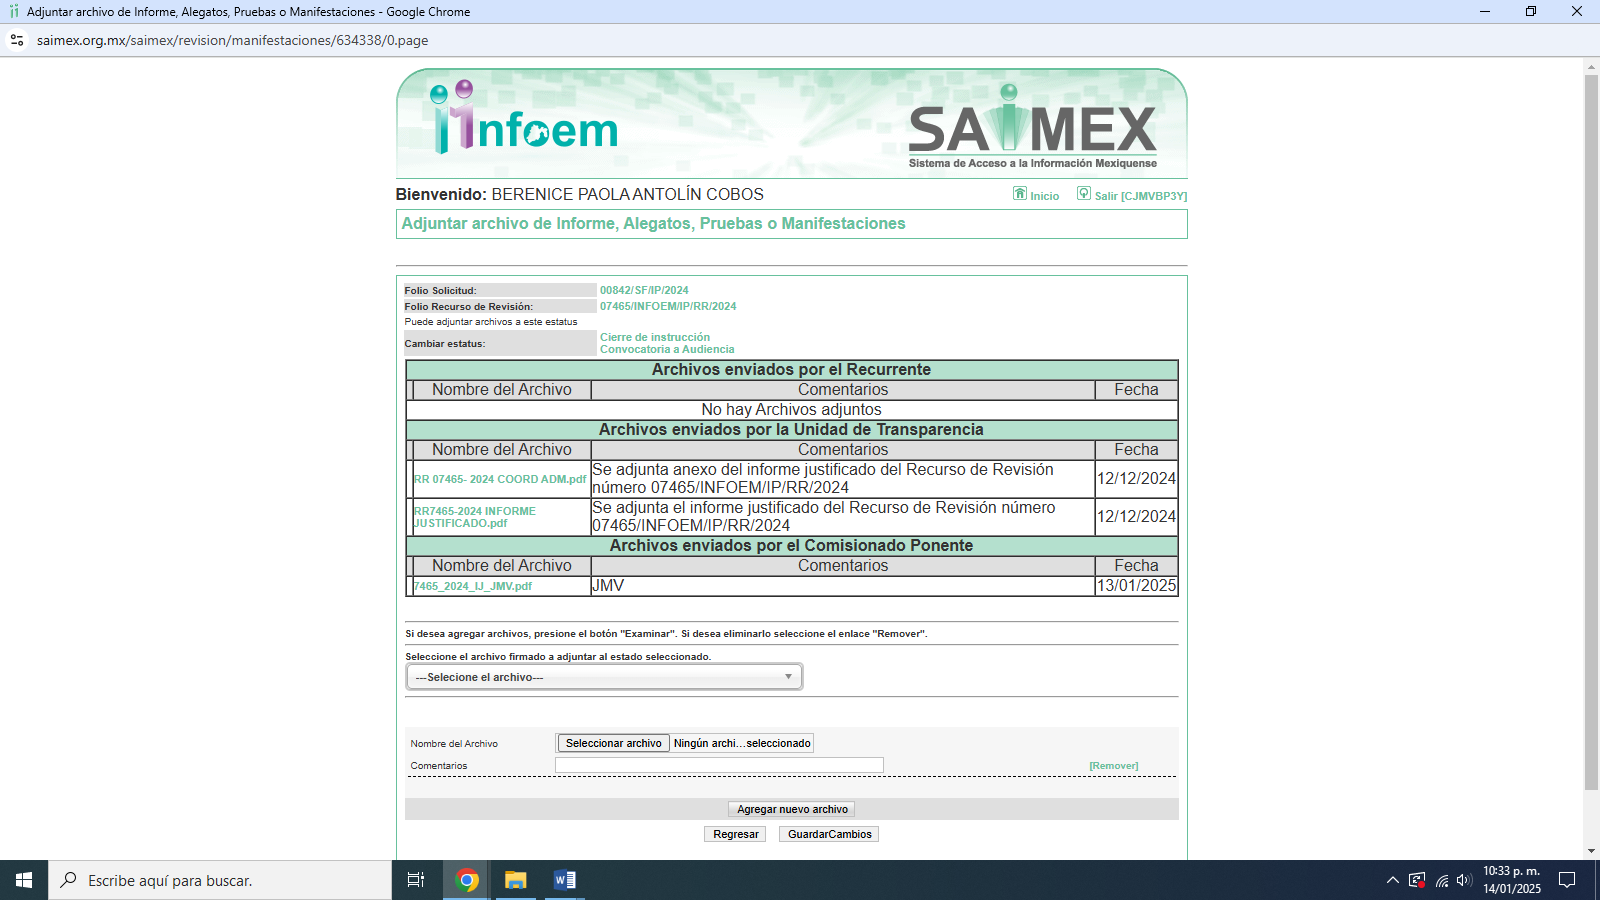 Adjuntar archivo de Informe, Alegatos, Pruebas o Manifestaciones - Google Chrome
saimex.org.mx/saimex/revision/manifestaciones/634338/0.page
infoem
SAIMEX
Sistema de Acceso a la Información Mexiquense
Bienvenido: BERENICE PAOLA ANTOLÍN COBOS
Inicio
Salir [CJMVBP3Y]
Adjuntar archivo de Informe, Alegatos, Pruebas o Manifestaciones
Folio Solicitud: 00842/SF/IP/2024
Folio Recurso de Revisión: 07465/INFOEM/IP/RR/2024
Puede adjuntar archivos a este estatus
Cambiar estatus: Cierre de instrucción
Convocatoria a Audiencia
Archivos enviados por el Recurrente
Nombre del Archivo Comentarios Fecha
No hay Archivos adjuntos
Archivos enviados por la Unidad de Transparencia
Nombre del Archivo Comentarios Fecha
RR 07465- 2024 COORD ADM.pdf
Se adjunta anexo del informe justificado del Recurso de Revisión
número 07465/INFOEM/IP/RR/2024
12/12/2024
RR7465-2024 INFORME
JUSTIFICADO.pdf
Se adjunta el informe justificado del Recurso de Revisión número
07465/INFOEM/IP/RR/2024
12/12/2024
Archivos enviados por el Comisionado Ponente
Nombre del Archivo Comentarios Fecha
7465_2024_IJ_JMV.pdf JMV 13/01/2025
Si desea agregar archivos, presione el botón "Examinar". Si desea eliminarlo seleccione el enlace "Remover".
Seleccione el archivo firmado a adjuntar al estado seleccionado.
---Selecione el archivo---
Nombre del Archivo Seleccionar archivo Ningún archi...seleccionado
Comentarios [Remover]
Agregar nuevo archivo
Regresar GuardarCambios
Escribe aquí para buscar.
10:33 p. m.
14/01/2025